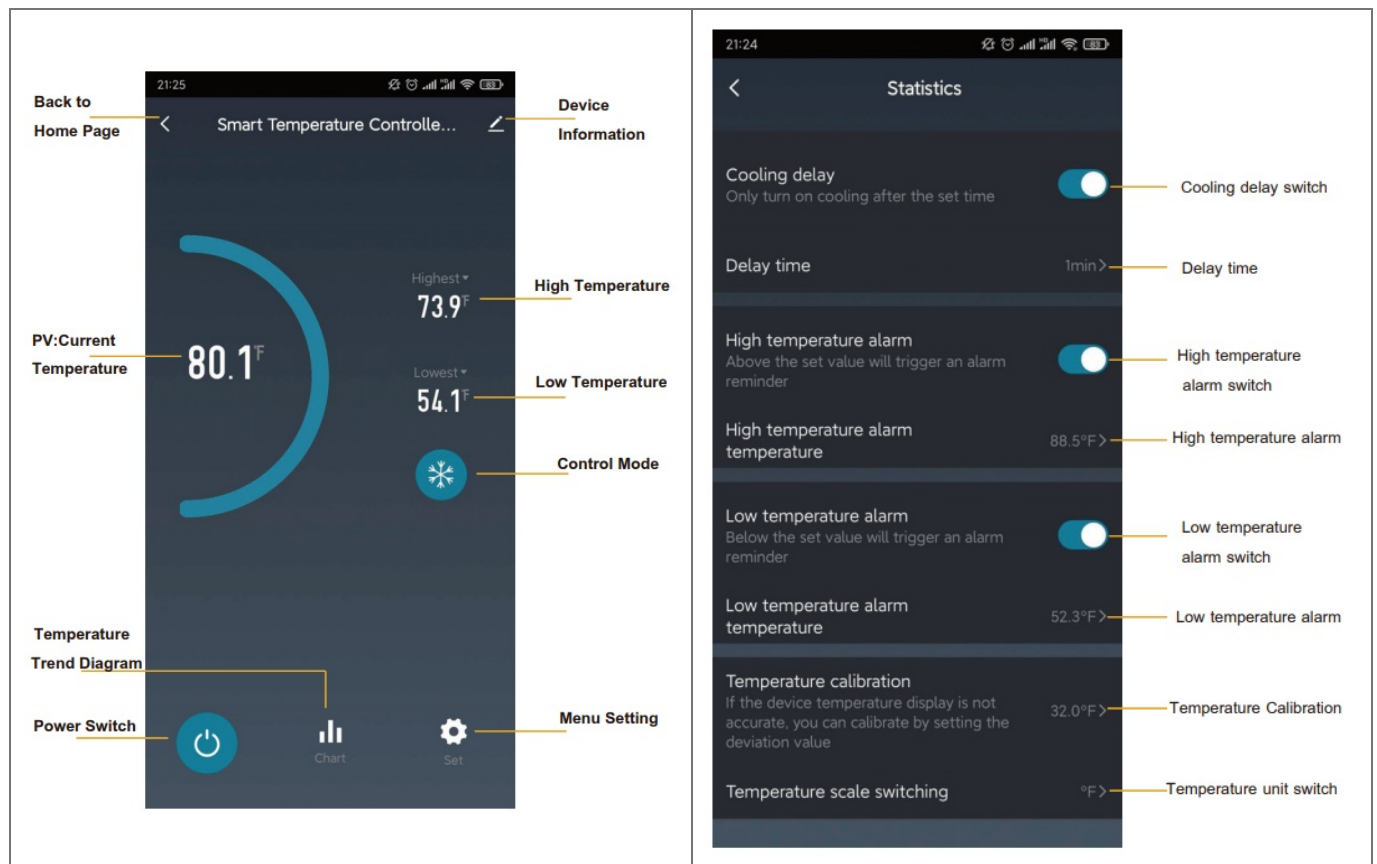 21:25
HD
83
Back to
Home Page
Smart Temperature Controlle...
Device
Information
Highest
73.9°F
High Temperature
PV:Current
Temperature
80.1°F
Lowest
54.1°F
Low Temperature
Control Mode
Temperature
Trend Diagram
Power Switch
Chart
Set
Menu Setting
21:24
HD
83
Statistics
Cooling delay
Only turn on cooling after the set time
Cooling delay switch
Delay time
1min
Delay time
High temperature alarm
Above the set value will trigger an alarm
reminder
High temperature
alarm switch
High temperature alarm
temperature
88.5°F
High temperature alarm
Low temperature alarm
Below the set value will trigger an alarm
reminder
Low temperature
alarm switch
Low temperature alarm
temperature
52.3°F
Low temperature alarm
Temperature calibration
If the device temperature display is not
accurate, you can calibrate by setting the
deviation value
32.0°F
Temperature Calibration
Temperature scale switching
°F
Temperature unit switch